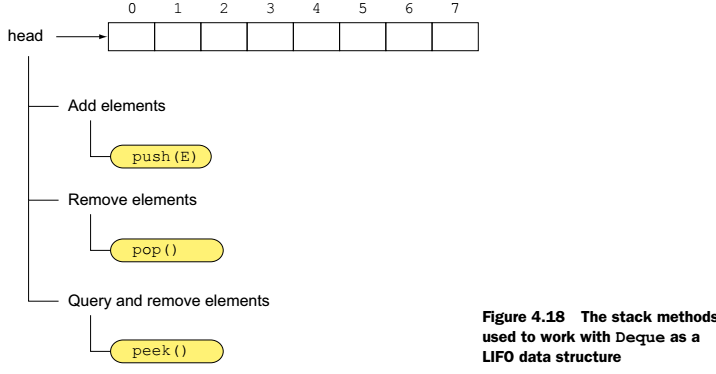 0 1 2 3 4 5 6 7
head
Add elements
push(E)
Remove elements
pop()
Query and remove elements
peek()
Figure 4.18 The stack methods
used to work with Deque as a
LIFO data structure